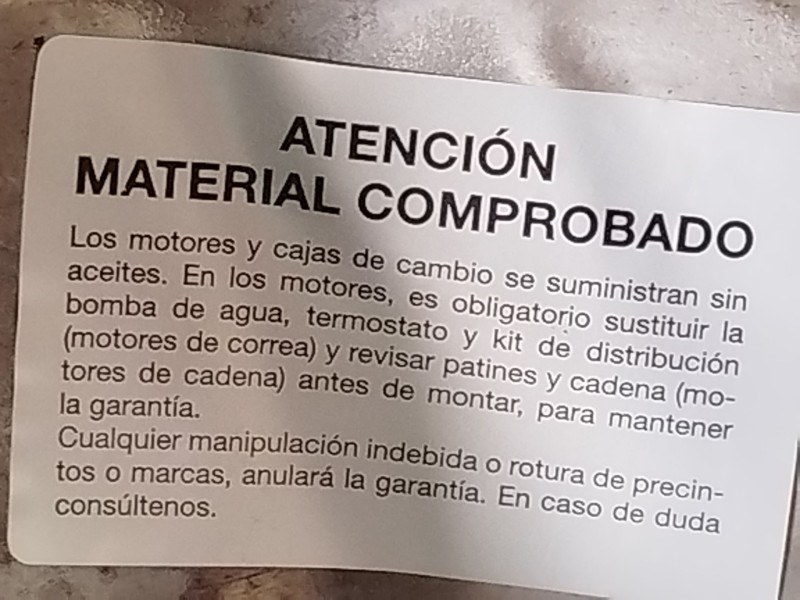 ATENCIÓN
MATERIAL COMPROBADO
Los motores y cajas de cambio se suministran sin
aceites. En los motores, es obligatorio sustituir la
bomba de agua, termostato y kit de distribución
(motores de correa) y revisar patines y cadena (mo-
tores de cadena) antes de montar, para mantener
la garantía.
Cualquier manipulación indebida o rotura de precin-
tos o marcas, anulará la garantía. En caso de duda
consúltenos.